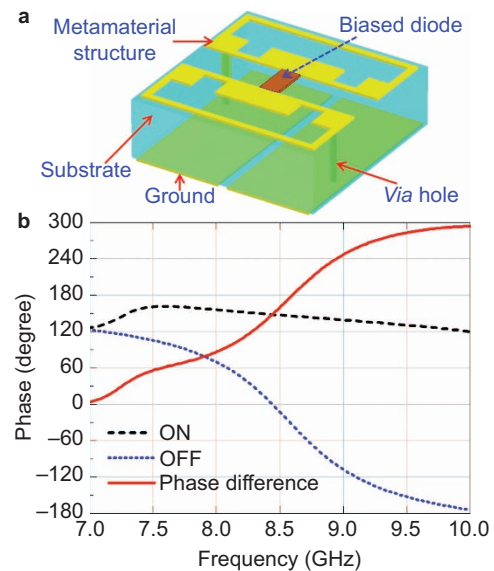 a
Metamaterial
structure
Biased diode
Substrate
Ground
Via hole
b
300
240
180
120
60
0
−60
−120
−180
Phase (degree)
ON
OFF
Phase difference
7.0 7.5 8.0 8.5 9.0 9.5 10.0
Frequency (GHz)